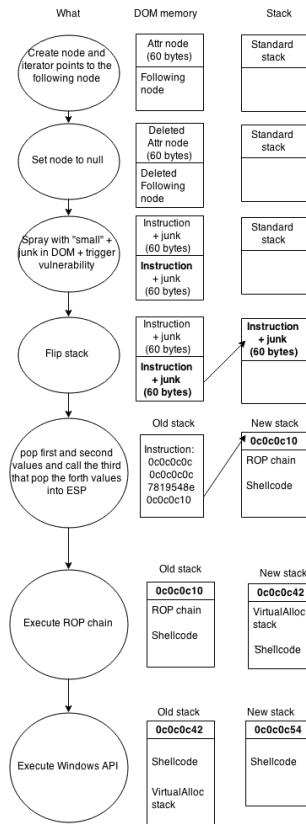 What
DOM memory
Stack
Create node and
iterator points to the
following node
Attr node
(60 bytes)
Following
node
Standard
stack
Set node to null
Deleted
Attr node
(60 bytes)
Deleted
Following
node
Standard
stack
Spray with "small" +
junk in DOM + trigger
vulnerability
Instruction
+ junk
(60 bytes)
Instruction
+ junk
(60 bytes)
Standard
stack
Flip stack
Instruction
+ junk
(60 bytes)
Instruction
+ junk
(60 bytes)
Instruction
+ junk
(60 bytes)
pop first and second
values and call the third
that pop the forth values
into ESP
Old stack
Instruction:
0c0c0c0c
0c0c0c0c
7819548e
0c0c0c10
New stack
0c0c0c10
ROP chain
Shellcode
Execute ROP chain
Old stack
0c0c0c10
ROP chain
Shellcode
New stack
0c0c0c42
VirtualAlloc
stack
Shellcode
Execute Windows API
Old stack
0c0c0c42
Shellcode
VirtualAlloc
stack
New stack
0c0c0c54
Shellcode